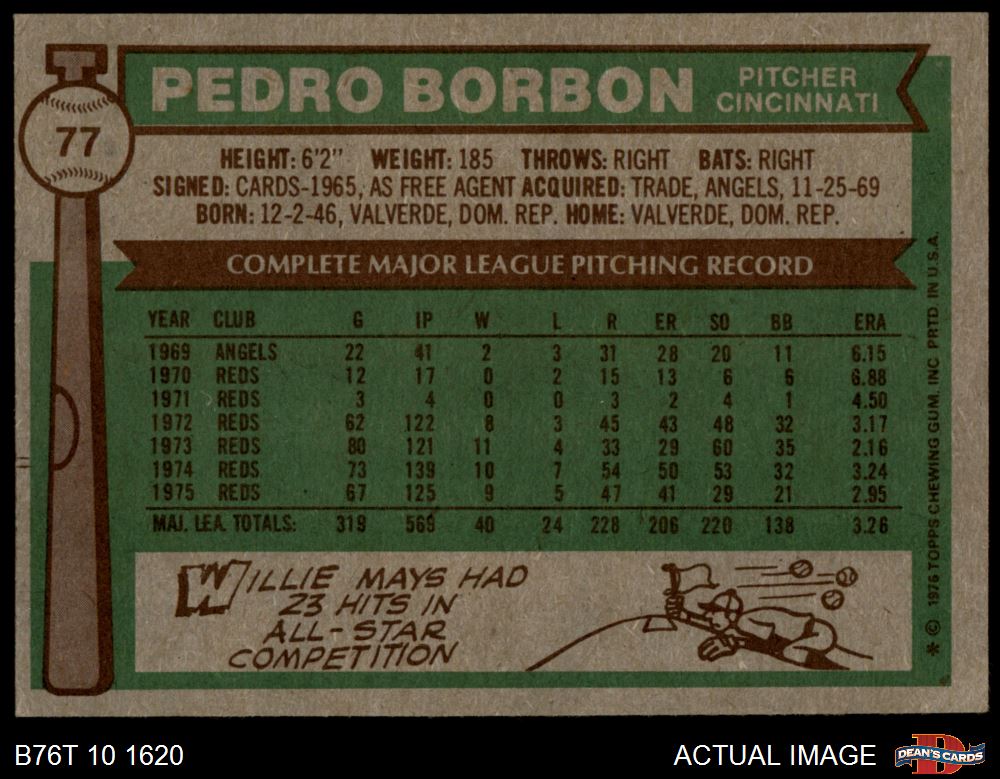 77
PEDRO BORBON
PITCHER
CINCINNATI
HEIGHT: 6'2" WEIGHT: 185 THROWS: RIGHT BATS: RIGHT
SIGNED: CARDS-1965, AS FREE AGENT ACQUIRED: TRADE, ANGELS, 11-25-69
BORN: 12-2-46, VALVERDE, DOM. REP. HOME: VALVERDE, DOM. REP.
COMPLETE MAJOR LEAGUE PITCHING RECORD
YEAR CLUB G IP W L R ER SO BB ERA
1969 ANGELS 22 41 2 3 31 28 20 11 6.15
1970 REDS 12 17 0 2 15 13 6 6 6.88
1971 REDS 3 4 0 0 3 2 4 1 4.50
1972 REDS 62 122 8 3 45 43 48 32 3.17
1973 REDS 80 121 11 4 33 29 60 35 2.16
1974 REDS 73 139 10 7 54 50 53 32 3.24
1975 REDS 67 125 9 5 47 41 29 21 2.95
MAJ. LEA. TOTALS: 319 569 40 24 228 206 220 138 3.26
WILLIE MAYS HAD
23 HITS IN
ALL-STAR
COMPETITION
* © 1976 TOPPS CHEWING GUM, INC. PRTD. IN U.S.A.
B76T 10 1620
ACTUAL IMAGE
DEAN'S CARDS